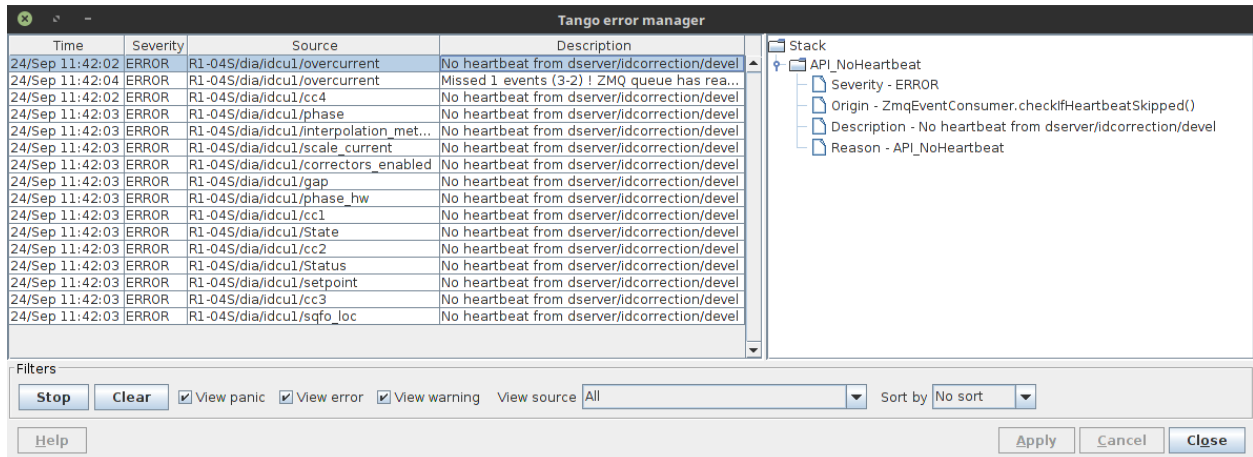 Tango error manager
Time Severity Source Description
24/Sep 11:42:02 ERROR R1-04S/dia/idcu1/overcurrent No heartbeat from dserver/idcorrection/devel
24/Sep 11:42:04 ERROR R1-04S/dia/idcu1/overcurrent Missed 1 events (3-2) ! ZMQ queue has rea...
24/Sep 11:42:02 ERROR R1-04S/dia/idcu1/cc4 No heartbeat from dserver/idcorrection/devel
24/Sep 11:42:03 ERROR R1-04S/dia/idcu1/phase No heartbeat from dserver/idcorrection/devel
24/Sep 11:42:03 ERROR R1-04S/dia/idcu1/interpolation_met... No heartbeat from dserver/idcorrection/devel
24/Sep 11:42:03 ERROR R1-04S/dia/idcu1/scale_current No heartbeat from dserver/idcorrection/devel
24/Sep 11:42:03 ERROR R1-04S/dia/idcu1/correctors_enabled No heartbeat from dserver/idcorrection/devel
24/Sep 11:42:03 ERROR R1-04S/dia/idcu1/gap No heartbeat from dserver/idcorrection/devel
24/Sep 11:42:03 ERROR R1-04S/dia/idcu1/phase_hw No heartbeat from dserver/idcorrection/devel
24/Sep 11:42:03 ERROR R1-04S/dia/idcu1/cc1 No heartbeat from dserver/idcorrection/devel
24/Sep 11:42:03 ERROR R1-04S/dia/idcu1/State No heartbeat from dserver/idcorrection/devel
24/Sep 11:42:03 ERROR R1-04S/dia/idcu1/cc2 No heartbeat from dserver/idcorrection/devel
24/Sep 11:42:03 ERROR R1-04S/dia/idcu1/Status No heartbeat from dserver/idcorrection/devel
24/Sep 11:42:03 ERROR R1-04S/dia/idcu1/setpoint No heartbeat from dserver/idcorrection/devel
24/Sep 11:42:03 ERROR R1-04S/dia/idcu1/cc3 No heartbeat from dserver/idcorrection/devel
24/Sep 11:42:03 ERROR R1-04S/dia/idcu1/sqfo_loc No heartbeat from dserver/idcorrection/devel
Stack
API_NoHeartbeat
Severity - ERROR
Origin - ZmqEventConsumer.checkIfHeartbeatSkipped()
Description - No heartbeat from dserver/idcorrection/devel
Reason - API_NoHeartbeat
Filters
Stop Clear View panic View error View warning View source All Sort by No sort
Help Apply Cancel Close